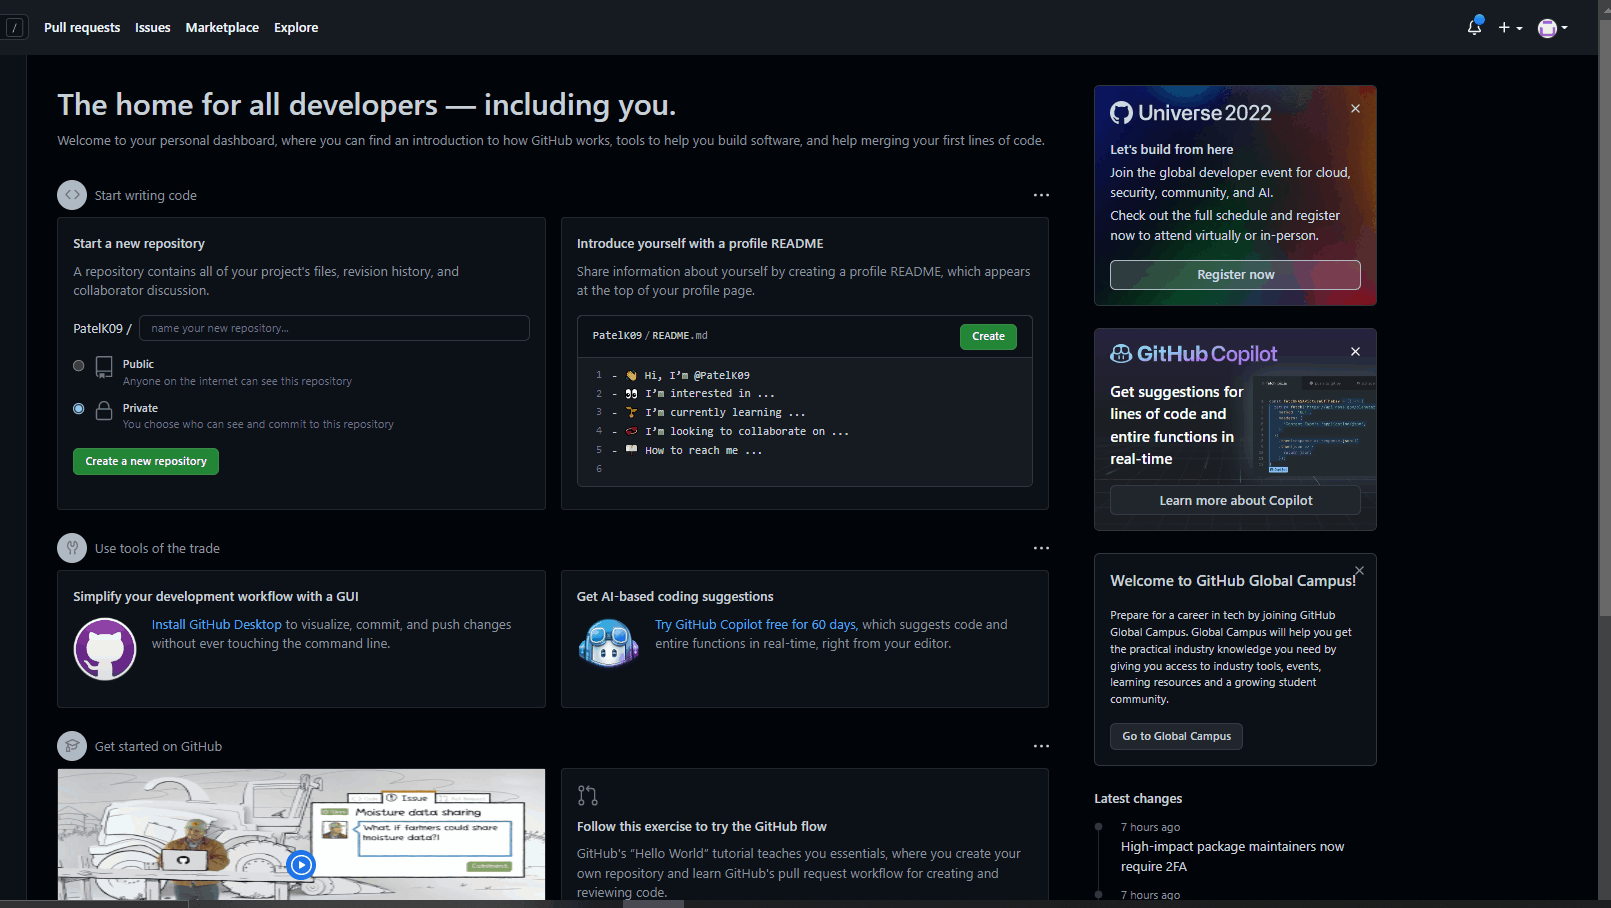 / Pull requests Issues Marketplace Explore
The home for all developers — including you.
Welcome to your personal dashboard, where you can find an introduction to how GitHub works, tools to help you build software, and help merging your first lines of code.
Start writing code
Start a new repository
A repository contains all of your project's files, revision history, and
collaborator discussion.
PatelK09 / name your new repository...
Public
Anyone on the internet can see this repository
Private
You choose who can see and commit to this repository
Create a new repository
Introduce yourself with a profile README
Share information about yourself by creating a profile README, which appears
at the top of your profile page.
PatelK09 / README.md Create
1 - 👋 Hi, I’m @PatelK09
2 - 👀 I’m interested in ...
3 - 🌱 I’m currently learning ...
4 - 💞️ I’m looking to collaborate on ...
5 - 📫 How to reach me ...
6
Use tools of the trade
Simplify your development workflow with a GUI
Install GitHub Desktop to visualize, commit, and push changes
without ever touching the command line.
Get AI-based coding suggestions
Try GitHub Copilot free for 60 days, which suggests code and
entire functions in real-time, right from your editor.
Get started on GitHub
Issue
Moisture data sharing
What if farmers could share
moisture data?!
Follow this exercise to try the GitHub flow
GitHub's “Hello World” tutorial teaches you essentials, where you create your
own repository and learn GitHub's pull request workflow for creating and
reviewing code.
Universe 2022
Let's build from here
Join the global developer event for cloud,
security, community, and AI.
Check out the full schedule and register
now to attend virtually or in-person.
Register now
GitHub Copilot
Get suggestions for
lines of code and
entire functions in
real-time
Learn more about Copilot
Welcome to GitHub Global Campus!
Prepare for a career in tech by joining GitHub
Global Campus. Global Campus will help you get
the practical industry knowledge you need by
giving you access to industry tools, events,
learning resources and a growing student
community.
Go to Global Campus
Latest changes
7 hours ago
High-impact package maintainers now
require 2FA
7 hours ago